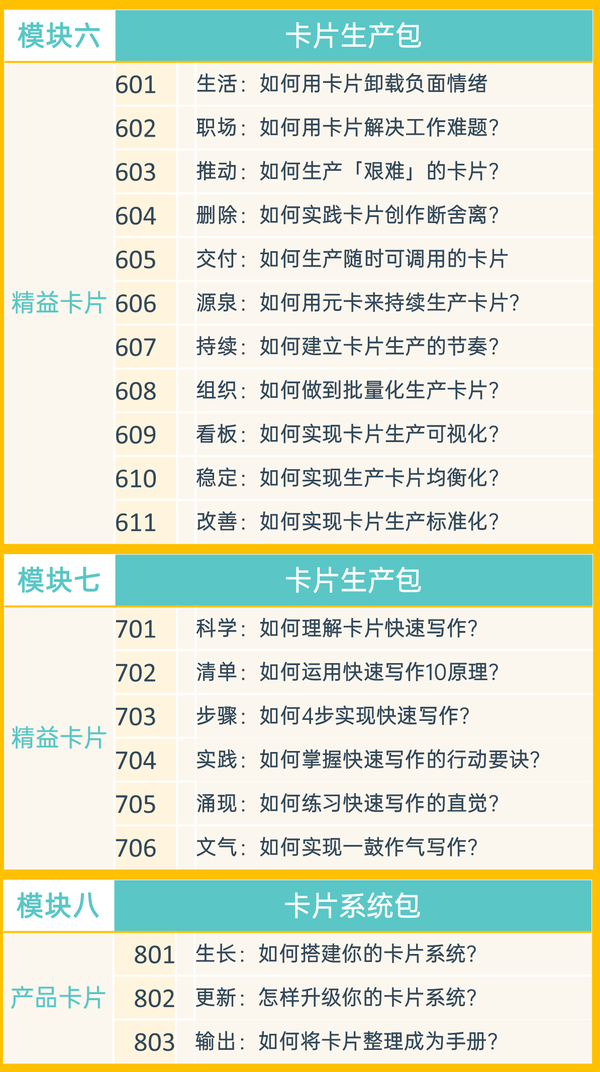 模块六 卡片生产包
601 生活：如何用卡片卸载负面情绪
602 职场：如何用卡片解决工作难题？
603 推动：如何生产「艰难」的卡片？
604 删除：如何实践卡片创作断舍离？
605 交付：如何生产随时可调用的卡片
精益卡片 606 源泉：如何用元卡来持续生产卡片？
607 持续：如何建立卡片生产的节奏？
608 组织：如何做到批量化生产卡片？
609 看板：如何实现卡片生产可视化？
610 稳定：如何实现生产卡片均衡化？
611 改善：如何实现卡片生产标准化？
模块七 卡片生产包
701 科学：如何理解卡片快速写作？
702 清单：如何运用快速写作10原理？
703 步骤：如何4步实现快速写作？
精益卡片
704 实践：如何掌握快速写作的行动要诀？
705 涌现：如何练习快速写作的直觉？
706 文气：如何实现一鼓作气写作？
模块八 卡片系统包
801 生长：如何搭建你的卡片系统？
产品卡片 802 更新：怎样升级你的卡片系统？
803 输出：如何将卡片整理成为手册？